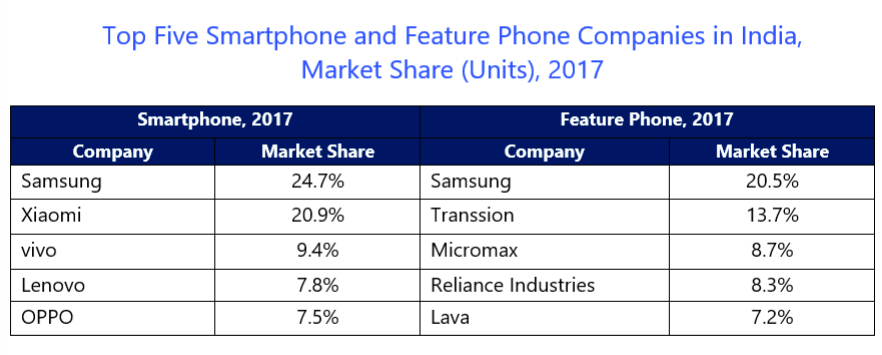 Top Five Smartphone and Feature Phone Companies in India,
Market Share (Units), 2017
Smartphone, 2017 Feature Phone, 2017
Company Market Share Company Market Share
Samsung 24.7% Samsung 20.5%
Xiaomi 20.9% Transsion 13.7%
vivo 9.4% Micromax 8.7%
Lenovo 7.8% Reliance Industries 8.3%
OPPO 7.5% Lava 7.2%